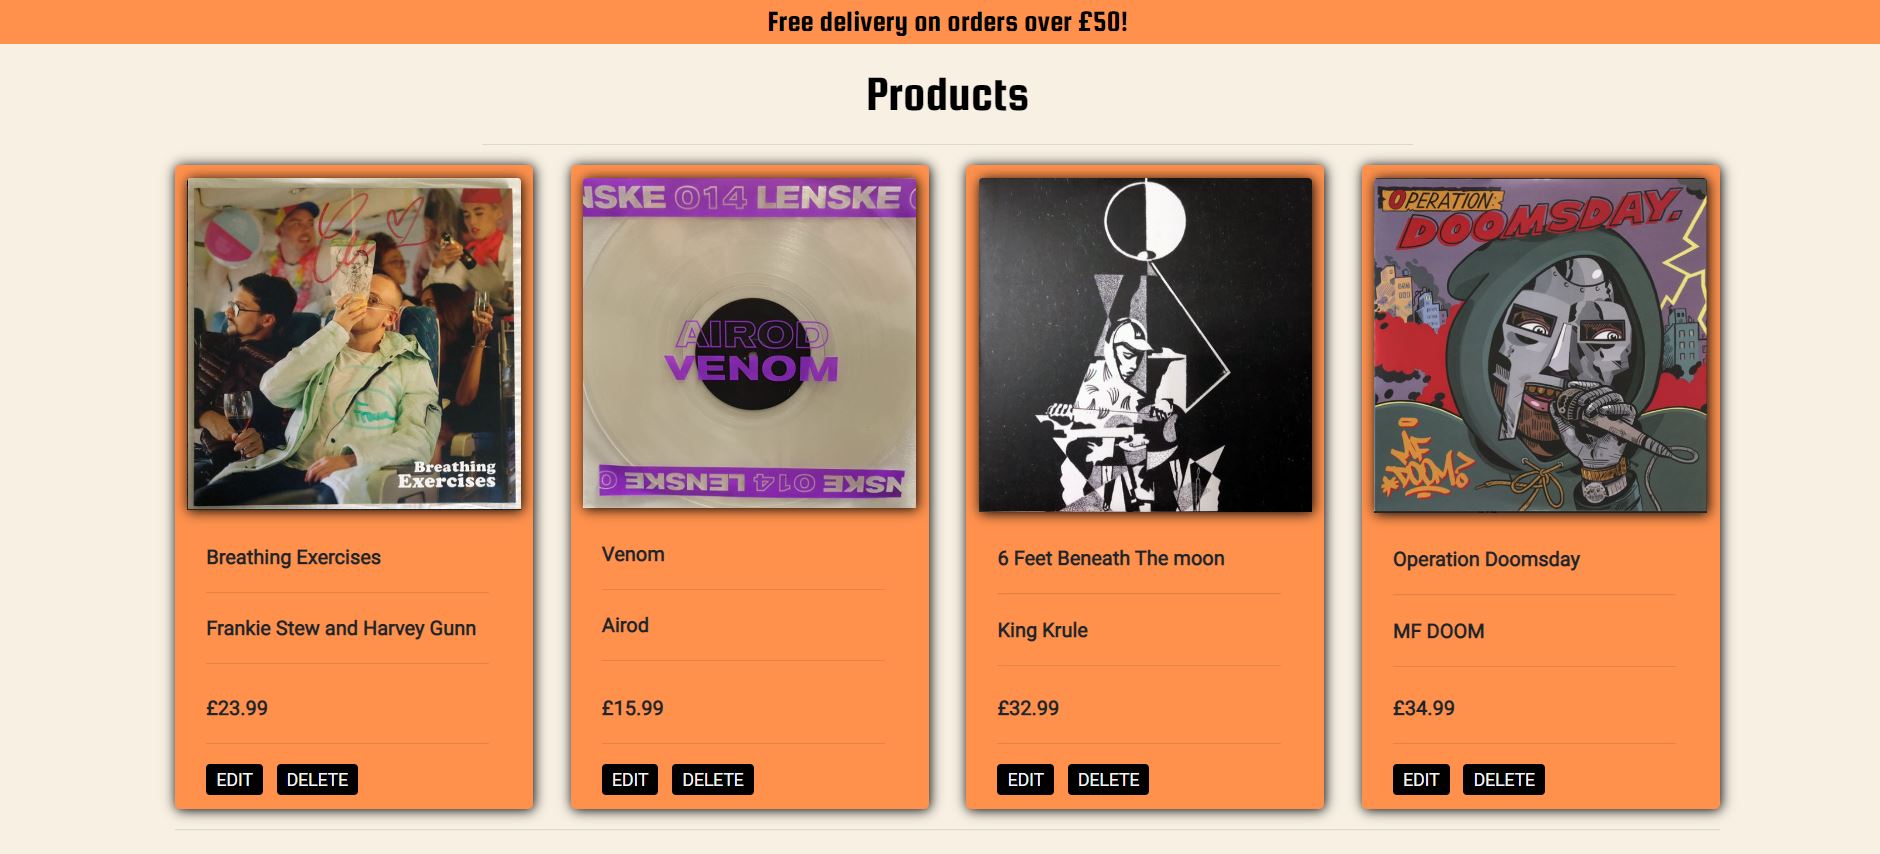 Free delivery on orders over £50!
Products
Breathing
Exercises
NSKE 014 LENSKE
AIROD
VENOM
LENSKE 014 LENSKE
OPERATION:
DOOMSDAY.
MF
DOOM
Breathing Exercises
Frankie Stew and Harvey Gunn
£23.99
EDIT DELETE
Venom
Airod
£15.99
EDIT DELETE
6 Feet Beneath The moon
King Krule
£32.99
EDIT DELETE
Operation Doomsday
MF DOOM
£34.99
EDIT DELETE